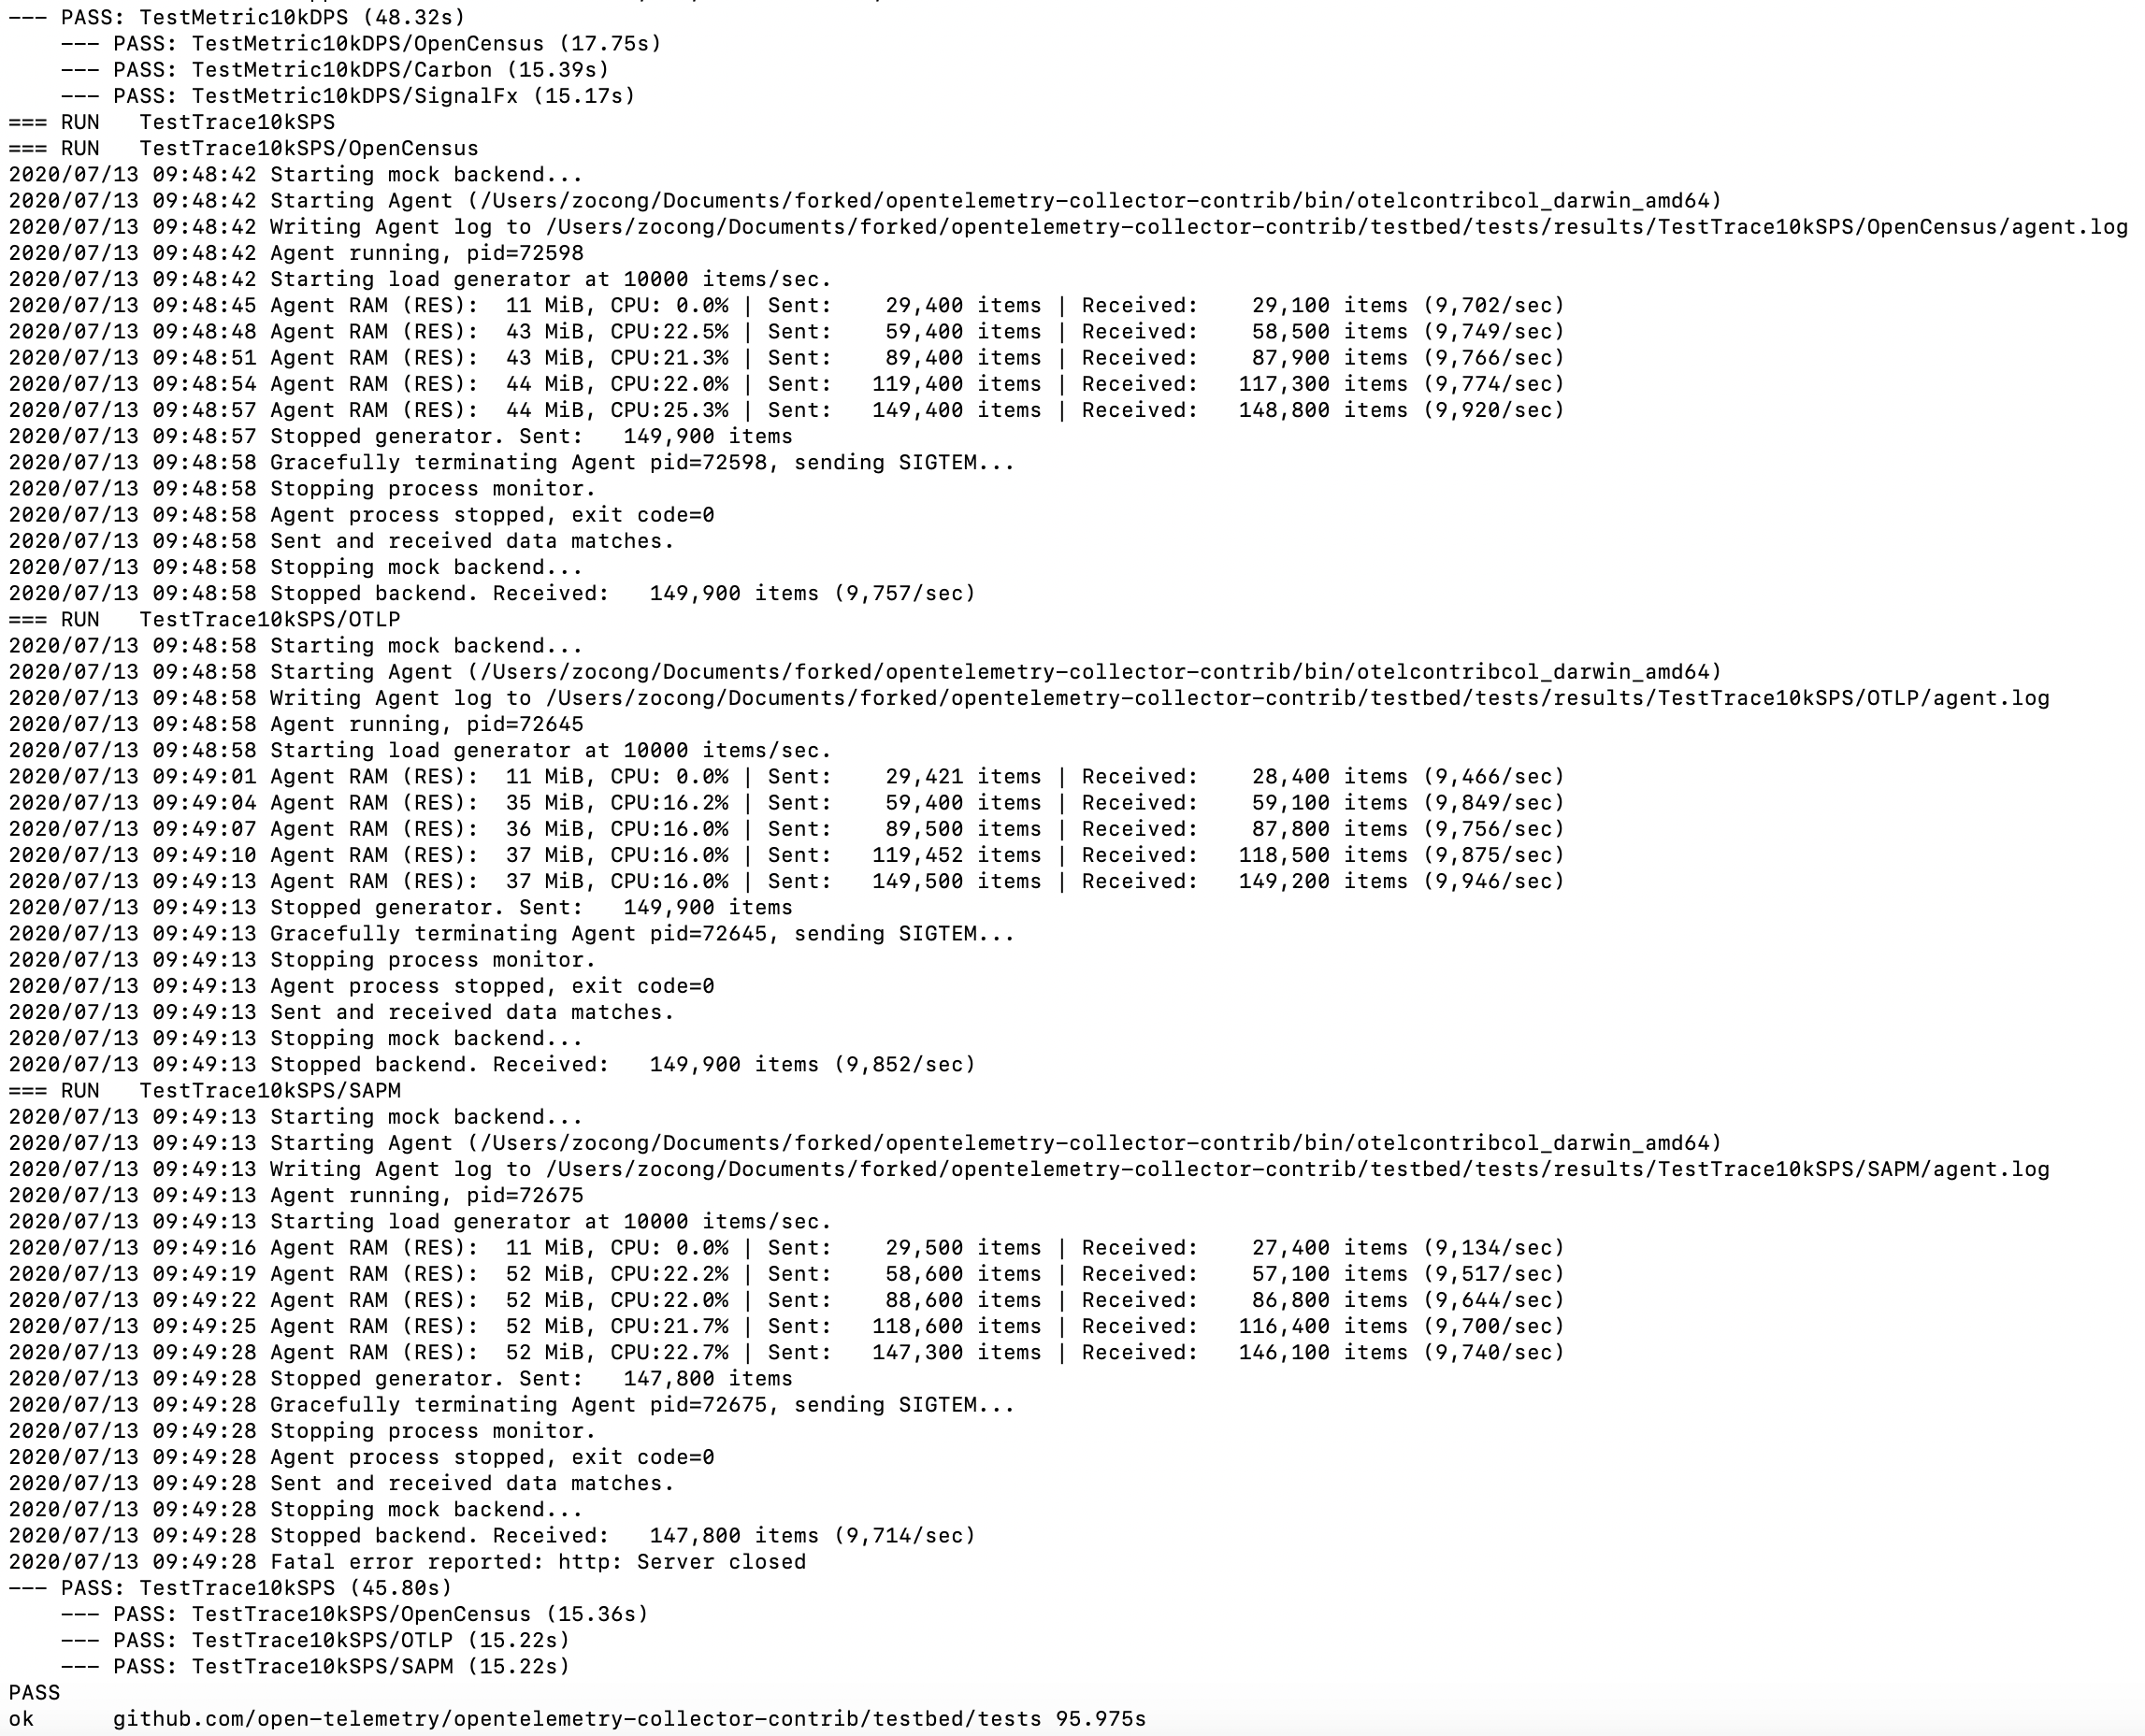 --- PASS: TestMetric10kDPS (48.32s)
    --- PASS: TestMetric10kDPS/OpenCensus (17.75s)
    --- PASS: TestMetric10kDPS/Carbon (15.39s)
    --- PASS: TestMetric10kDPS/SignalFx (15.17s)
=== RUN   TestTrace10kSPS
=== RUN   TestTrace10kSPS/OpenCensus
2020/07/13 09:48:42 Starting mock backend...
2020/07/13 09:48:42 Starting Agent (/Users/zocong/Documents/forked/opentelemetry-collector-contrib/bin/otelcontribcol_darwin_amd64)
2020/07/13 09:48:42 Writing Agent log to /Users/zocong/Documents/forked/opentelemetry-collector-contrib/testbed/tests/results/TestTrace10kSPS/OpenCensus/agent.log
2020/07/13 09:48:42 Agent running, pid=72598
2020/07/13 09:48:42 Starting load generator at 10000 items/sec.
2020/07/13 09:48:45 Agent RAM (RES):  11 MiB, CPU: 0.0% | Sent:    29,400 items | Received:    29,100 items (9,702/sec)
2020/07/13 09:48:48 Agent RAM (RES):  43 MiB, CPU:22.5% | Sent:    59,400 items | Received:    58,500 items (9,749/sec)
2020/07/13 09:48:51 Agent RAM (RES):  43 MiB, CPU:21.3% | Sent:    89,400 items | Received:    87,900 items (9,766/sec)
2020/07/13 09:48:54 Agent RAM (RES):  44 MiB, CPU:22.0% | Sent:   119,400 items | Received:   117,300 items (9,774/sec)
2020/07/13 09:48:57 Agent RAM (RES):  44 MiB, CPU:25.3% | Sent:   149,400 items | Received:   148,800 items (9,920/sec)
2020/07/13 09:48:57 Stopped generator. Sent:   149,900 items
2020/07/13 09:48:58 Gracefully terminating Agent pid=72598, sending SIGTEM...
2020/07/13 09:48:58 Stopping process monitor.
2020/07/13 09:48:58 Agent process stopped, exit code=0
2020/07/13 09:48:58 Sent and received data matches.
2020/07/13 09:48:58 Stopping mock backend...
2020/07/13 09:48:58 Stopped backend. Received:   149,900 items (9,757/sec)
=== RUN   TestTrace10kSPS/OTLP
2020/07/13 09:48:58 Starting mock backend...
2020/07/13 09:48:58 Starting Agent (/Users/zocong/Documents/forked/opentelemetry-collector-contrib/bin/otelcontribcol_darwin_amd64)
2020/07/13 09:48:58 Writing Agent log to /Users/zocong/Documents/forked/opentelemetry-collector-contrib/testbed/tests/results/TestTrace10kSPS/OTLP/agent.log
2020/07/13 09:48:58 Agent running, pid=72645
2020/07/13 09:48:58 Starting load generator at 10000 items/sec.
2020/07/13 09:49:01 Agent RAM (RES):  11 MiB, CPU: 0.0% | Sent:    29,421 items | Received:    28,400 items (9,466/sec)
2020/07/13 09:49:04 Agent RAM (RES):  35 MiB, CPU:16.2% | Sent:    59,400 items | Received:    59,100 items (9,849/sec)
2020/07/13 09:49:07 Agent RAM (RES):  36 MiB, CPU:16.0% | Sent:    89,500 items | Received:    87,800 items (9,756/sec)
2020/07/13 09:49:10 Agent RAM (RES):  37 MiB, CPU:16.0% | Sent:   119,452 items | Received:   118,500 items (9,875/sec)
2020/07/13 09:49:13 Agent RAM (RES):  37 MiB, CPU:16.0% | Sent:   149,500 items | Received:   149,200 items (9,946/sec)
2020/07/13 09:49:13 Stopped generator. Sent:   149,900 items
2020/07/13 09:49:13 Gracefully terminating Agent pid=72645, sending SIGTEM...
2020/07/13 09:49:13 Stopping process monitor.
2020/07/13 09:49:13 Agent process stopped, exit code=0
2020/07/13 09:49:13 Sent and received data matches.
2020/07/13 09:49:13 Stopping mock backend...
2020/07/13 09:49:13 Stopped backend. Received:   149,900 items (9,852/sec)
=== RUN   TestTrace10kSPS/SAPM
2020/07/13 09:49:13 Starting mock backend...
2020/07/13 09:49:13 Starting Agent (/Users/zocong/Documents/forked/opentelemetry-collector-contrib/bin/otelcontribcol_darwin_amd64)
2020/07/13 09:49:13 Writing Agent log to /Users/zocong/Documents/forked/opentelemetry-collector-contrib/testbed/tests/results/TestTrace10kSPS/SAPM/agent.log
2020/07/13 09:49:13 Agent running, pid=72675
2020/07/13 09:49:13 Starting load generator at 10000 items/sec.
2020/07/13 09:49:16 Agent RAM (RES):  11 MiB, CPU: 0.0% | Sent:    29,500 items | Received:    27,400 items (9,134/sec)
2020/07/13 09:49:19 Agent RAM (RES):  52 MiB, CPU:22.2% | Sent:    58,600 items | Received:    57,100 items (9,517/sec)
2020/07/13 09:49:22 Agent RAM (RES):  52 MiB, CPU:22.0% | Sent:    88,600 items | Received:    86,800 items (9,644/sec)
2020/07/13 09:49:25 Agent RAM (RES):  52 MiB, CPU:21.7% | Sent:   118,600 items | Received:   116,400 items (9,700/sec)
2020/07/13 09:49:28 Agent RAM (RES):  52 MiB, CPU:22.7% | Sent:   147,300 items | Received:   146,100 items (9,740/sec)
2020/07/13 09:49:28 Stopped generator. Sent:   147,800 items
2020/07/13 09:49:28 Gracefully terminating Agent pid=72675, sending SIGTEM...
2020/07/13 09:49:28 Stopping process monitor.
2020/07/13 09:49:28 Agent process stopped, exit code=0
2020/07/13 09:49:28 Sent and received data matches.
2020/07/13 09:49:28 Stopping mock backend...
2020/07/13 09:49:28 Stopped backend. Received:   147,800 items (9,714/sec)
2020/07/13 09:49:28 Fatal error reported: http: Server closed
--- PASS: TestTrace10kSPS (45.80s)
    --- PASS: TestTrace10kSPS/OpenCensus (15.36s)
    --- PASS: TestTrace10kSPS/OTLP (15.22s)
    --- PASS: TestTrace10kSPS/SAPM (15.22s)
PASS
ok      github.com/open-telemetry/opentelemetry-collector-contrib/testbed/tests 95.975s